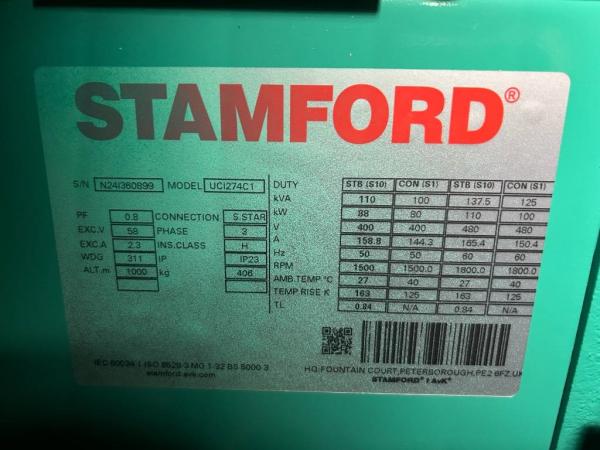 STAMFORD®
S/N N24I360899 MODEL UCI274C1 DUTY STB (S10) CON (S1) STB (S10) CON (S1)
kVA 110 100 137.5 125
PF 0.8 CONNECTION S.STAR kW 88 80 110 100
EXC.V 58 PHASE 3 V 400 400 480 480
EXC.A 2.3 INS.CLASS H A 158.8 144.3 165.4 150.4
WDG 311 IP IP23 Hz 50 50 60 60
ALT.m 1000 kg 406 RPM 1500 1500.0 1800.0 1800.0
AMB.TEMP.°C 27 40 27 40
TEMP.RISE K 163 125 163 125
TL 0.84 N/A 0.84 N/A
IEC 60034 | ISO 8528-3 MG 1-32 BS 5000-3
stamford-avk.com
HQ:FOUNTAIN COURT,PETERBOROUGH,PE2 6FZ,UK
STAMFORD® | AvK®